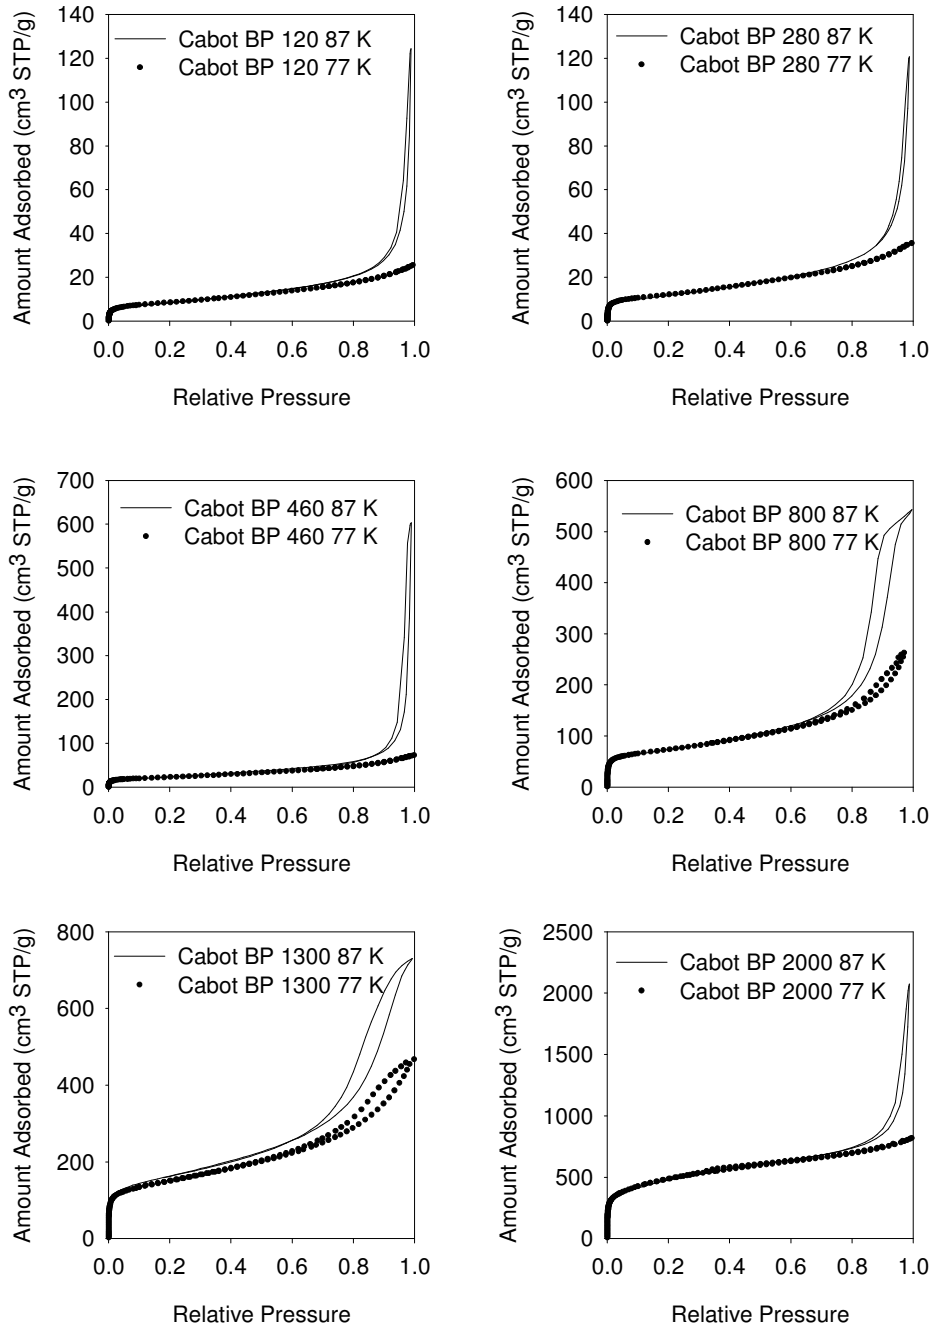 Amount Adsorbed (cm³ STP/g)
140
120
100
80
60
40
20
0
Cabot BP 120 87 K
Cabot BP 120 77 K
0.0 0.2 0.4 0.6 0.8 1.0
Relative Pressure
Amount Adsorbed (cm³ STP/g)
140
120
100
80
60
40
20
0
Cabot BP 280 87 K
Cabot BP 280 77 K
0.0 0.2 0.4 0.6 0.8 1.0
Relative Pressure
Amount Adsorbed (cm³ STP/g)
700
600
500
400
300
200
100
0
Cabot BP 460 87 K
Cabot BP 460 77 K
0.0 0.2 0.4 0.6 0.8 1.0
Relative Pressure
Amount Adsorbed (cm³ STP/g)
600
500
400
300
200
100
0
Cabot BP 800 87 K
Cabot BP 800 77 K
0.0 0.2 0.4 0.6 0.8 1.0
Relative Pressure
Amount Adsorbed (cm³ STP/g)
800
600
400
200
0
Cabot BP 1300 87 K
Cabot BP 1300 77 K
0.0 0.2 0.4 0.6 0.8 1.0
Relative Pressure
Amount Adsorbed (cm³ STP/g)
2500
2000
1500
1000
500
0
Cabot BP 2000 87 K
Cabot BP 2000 77 K
0.0 0.2 0.4 0.6 0.8 1.0
Relative Pressure